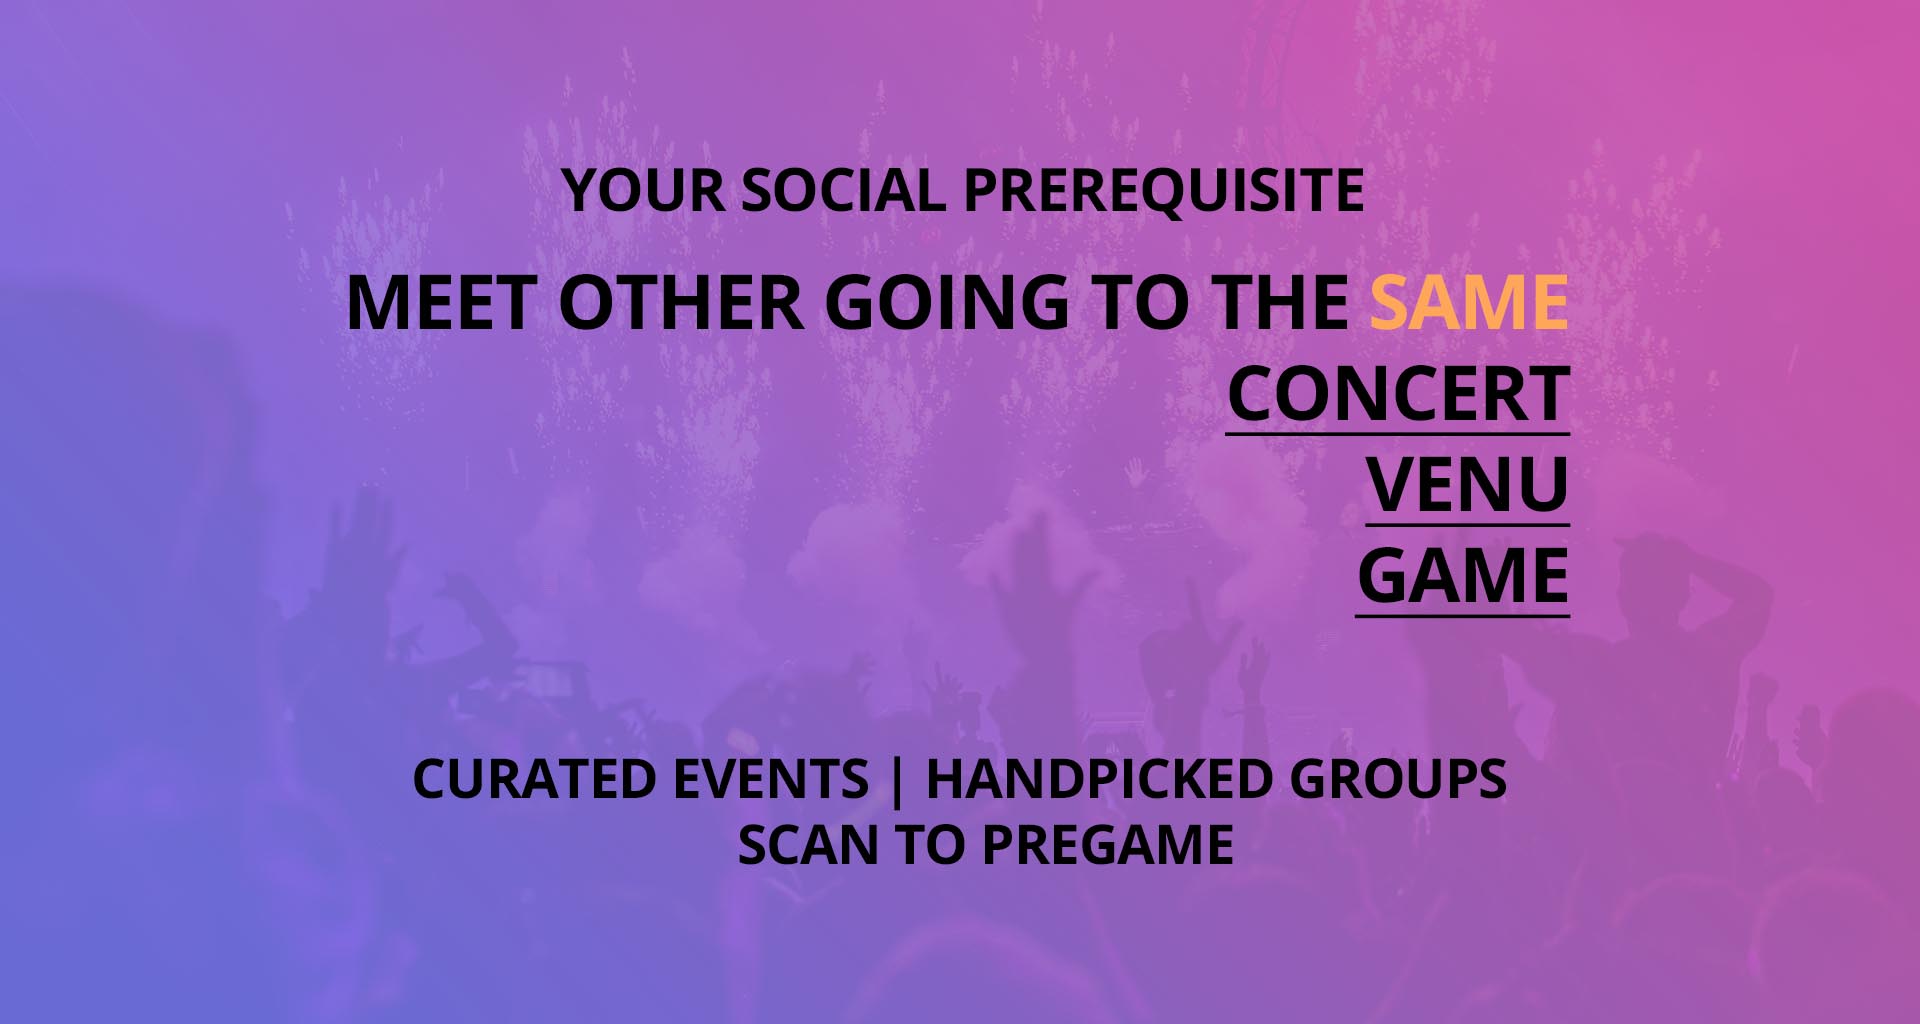 YOUR SOCIAL PREREQUISITE
MEET OTHER GOING TO THE SAME
CONCERT
VENU
GAME
CURATED EVENTS | HANDPICKED GROUPS
SCAN TO PREGAME